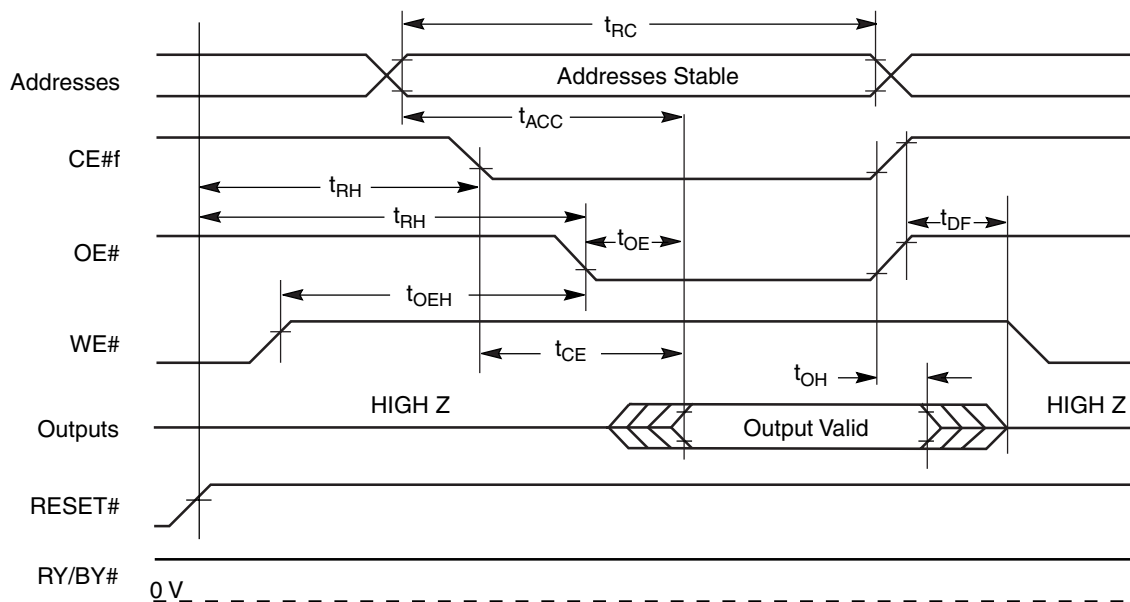 tRC
Addresses
Addresses Stable
tACC
CE#f
tRH
tRH
tDF
OE#
tOE
tOEH
WE#
tCE
tOH
HIGH Z
HIGH Z
Outputs
Output Valid
RESET#
RY/BY#
0 V